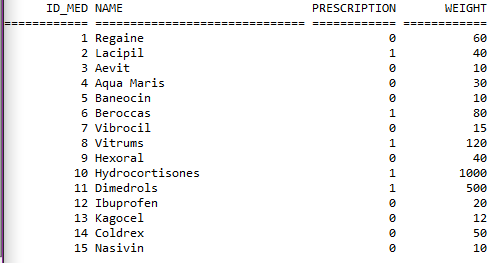 ID_MED NAME PRESCRIPTION WEIGHT
============ ============================== ============ ============
1 Regaine 0 60
2 Lacipil 1 40
3 Aevit 0 10
4 Aqua Maris 0 30
5 Baneocin 0 10
6 Beroccas 1 80
7 Vibrocil 0 15
8 Vitrums 1 120
9 Hexoral 0 40
10 Hydrocortisones 1 1000
11 Dimedrols 1 500
12 Ibuprofen 0 20
13 Kagocel 0 12
14 Coldrex 0 50
15 Nasivin 0 10